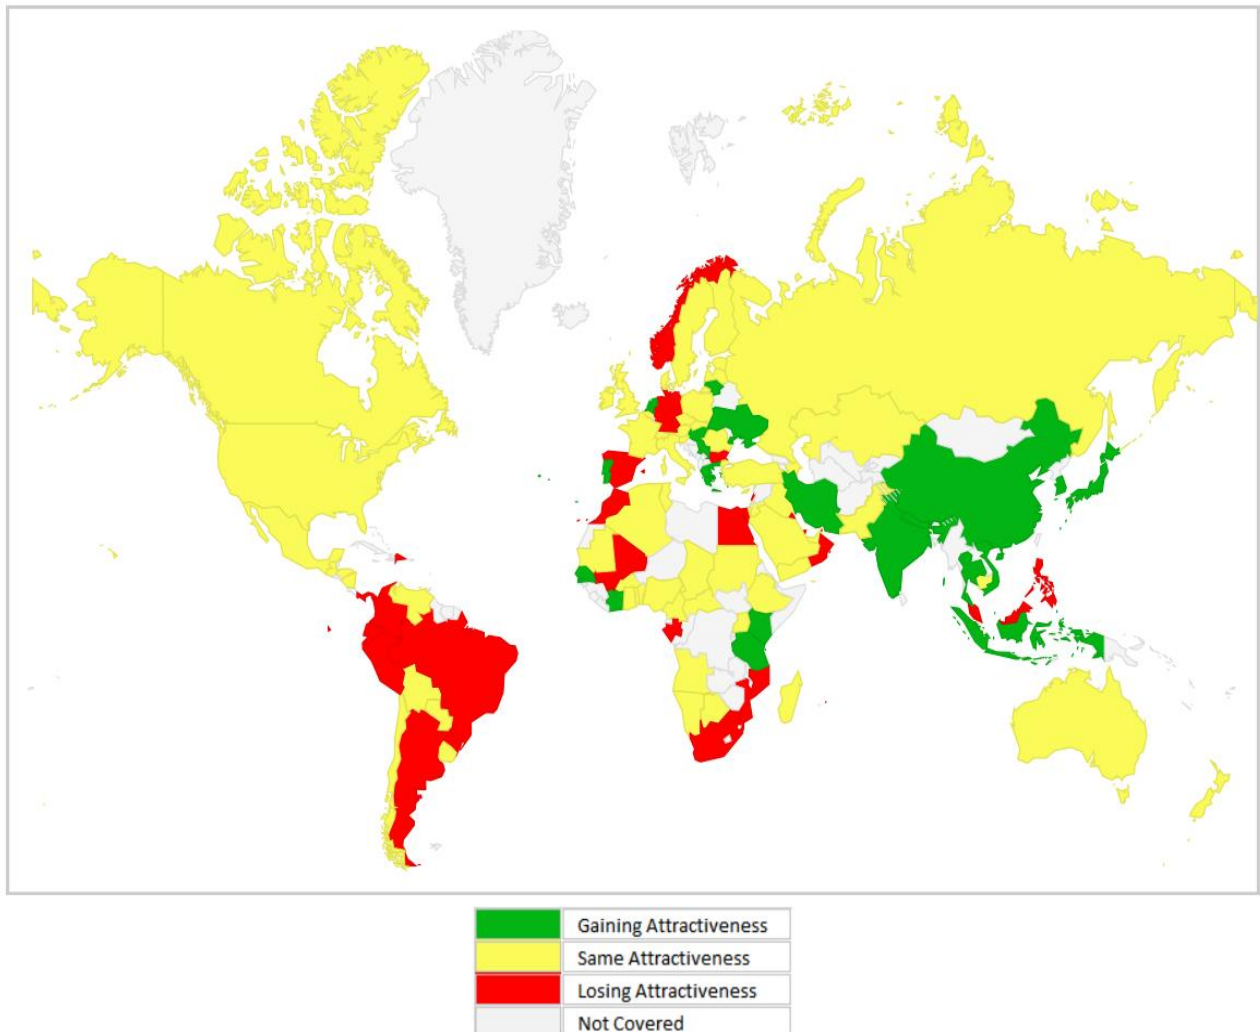 Gaining Attractiveness
Same Attractiveness
Losing Attractiveness
Not Covered